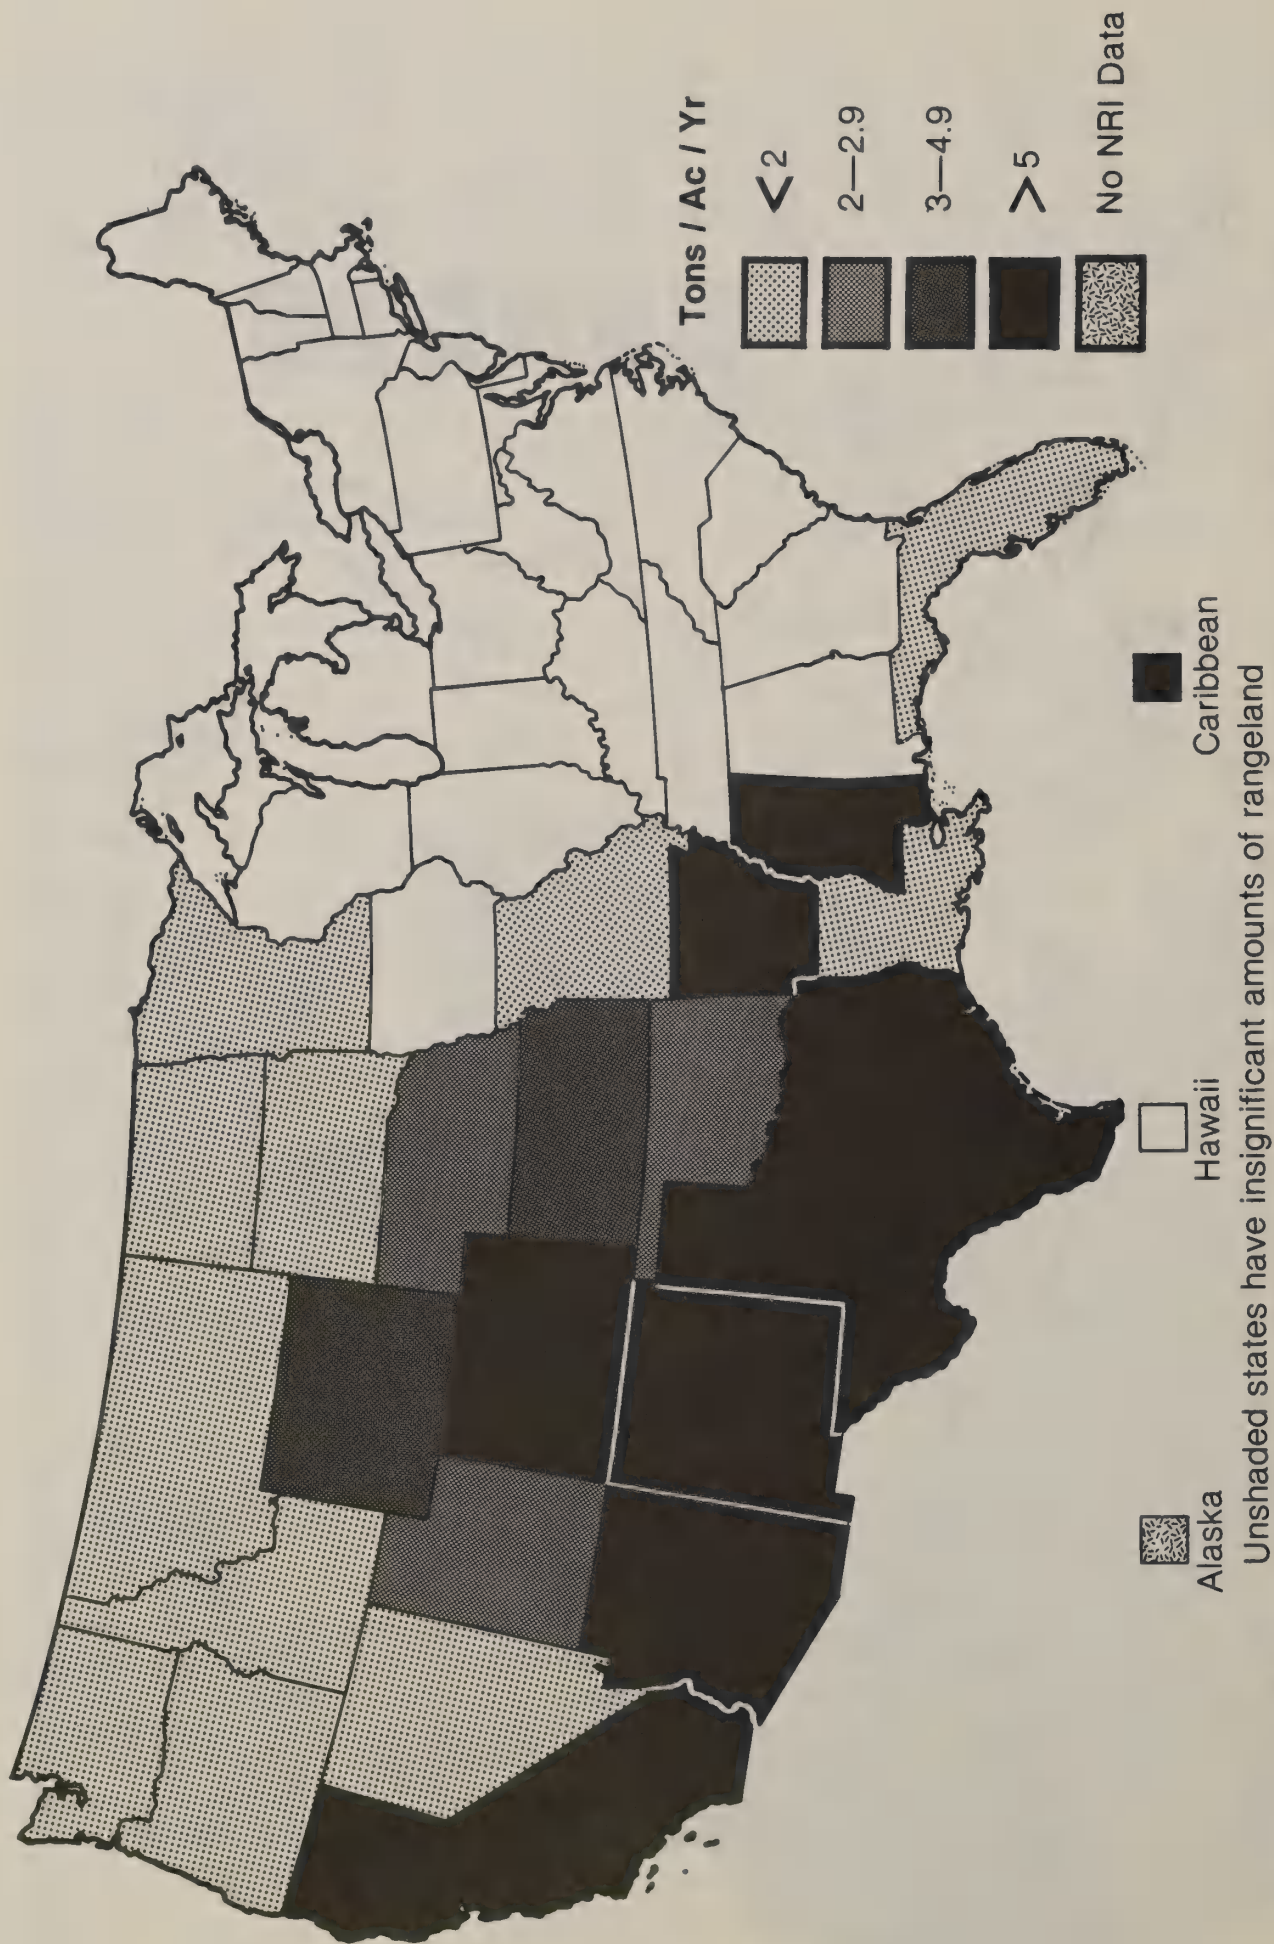 Tons / Ac / Yr
< 2
2—2.9
3—4.9
> 5
No NRI Data
Alaska
Hawaii
Caribbean
Unshaded states have insignificant amounts of rangeland